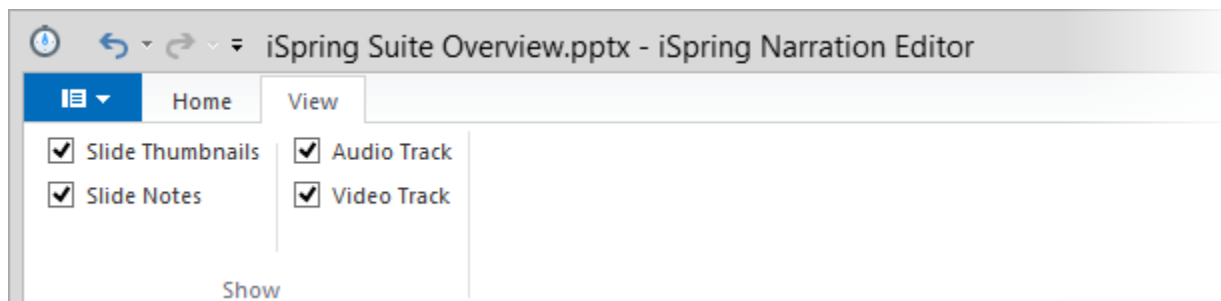 iSpring Suite Overview.pptx - iSpring Narration Editor
Home View
Slide Thumbnails Audio Track
Slide Notes Video Track
Show